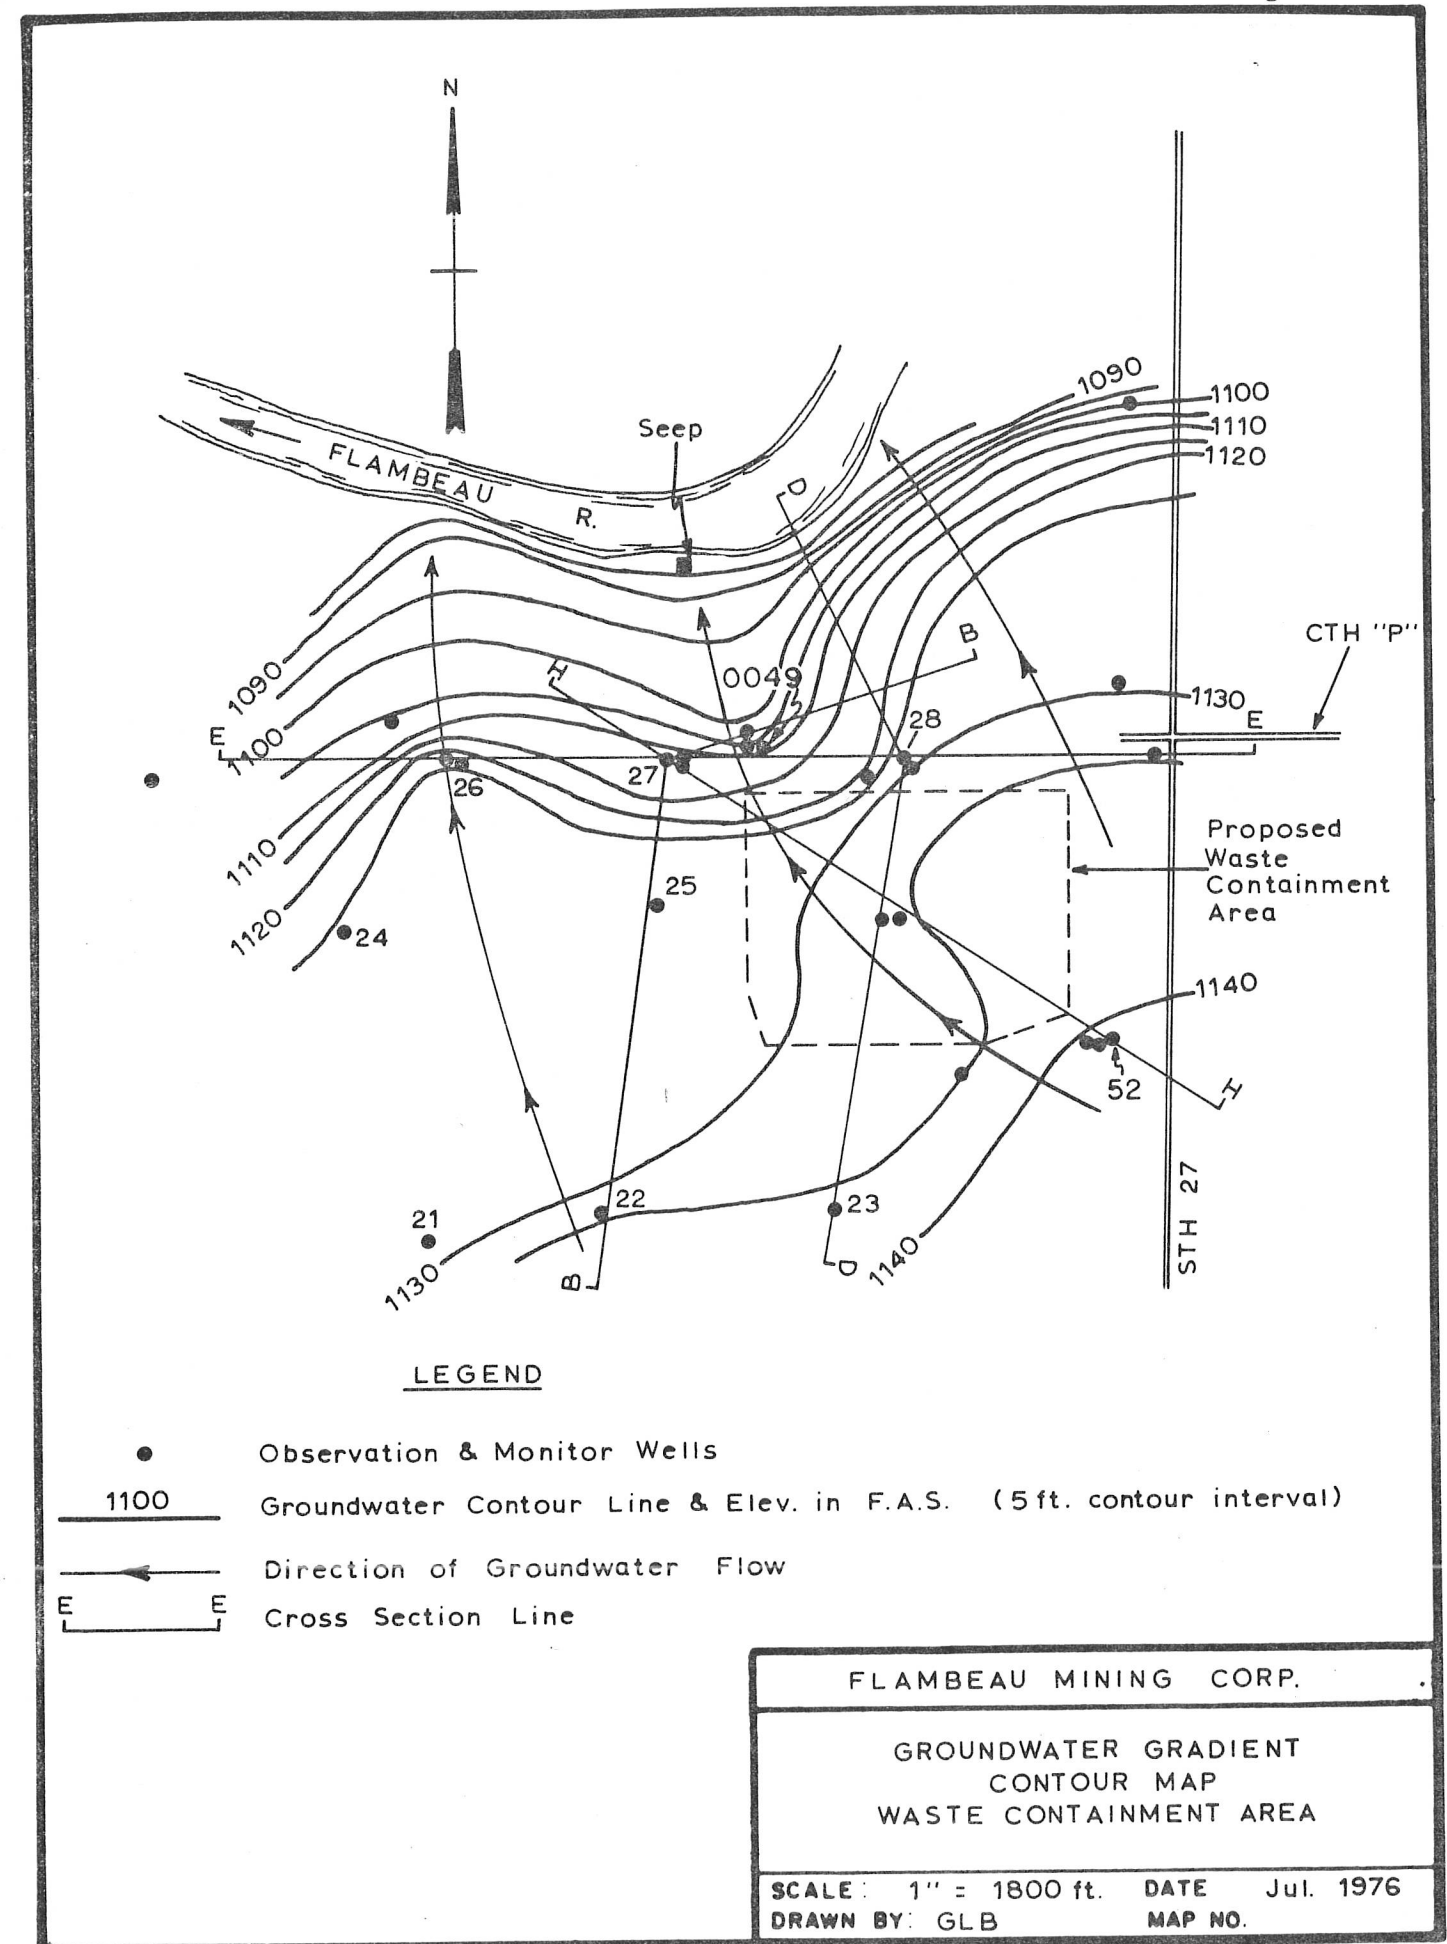 N
1090
1100
1110
1120
Seep
FLAMBEAU
R.
D
B
H
CTH "P"
0049
1090
1130
E
28
E
1100
27
26
Proposed
Waste
Containment
Area
1110
25
1120
24
1140
52
H
STH 27
22
23
21
D
1140
1130
B
LEGEND
Observation & Monitor Wells
1100
Groundwater Contour Line & Elev. in F.A.S. (5 ft. contour interval)
Direction of Groundwater Flow
E E
Cross Section Line
FLAMBEAU MINING CORP.
GROUNDWATER GRADIENT
CONTOUR MAP
WASTE CONTAINMENT AREA
SCALE: 1" = 1800 ft. DATE Jul. 1976
DRAWN BY: GLB MAP NO.